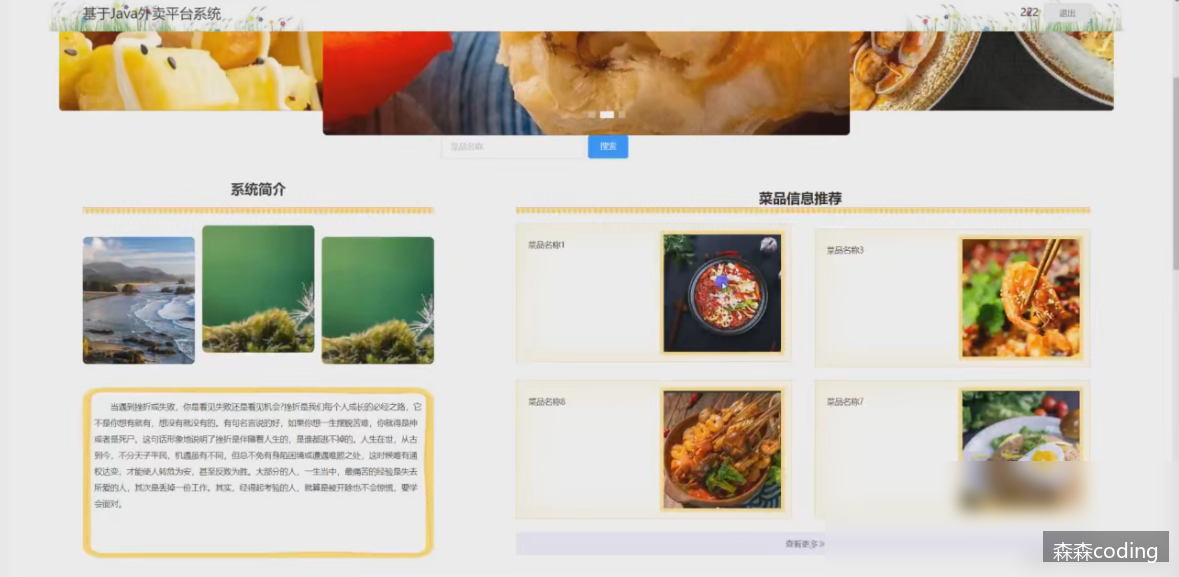 基于Java外卖平台系统
222
退出
菜品名称
搜索
系统简介
菜品信息推荐
菜品名称1
菜品名称3
菜品名称8
菜品名称7
当遇到挫折或失败，你是看见失败还是看见机会?挫折是我们每个人成长的必经之路，它
不是你想有就有，想没有就没有的。有句名言说的好，如果你想一生摆脱苦难，你就得是神
或者是死尸。这句话形象地说明了挫折是伴随着人生的，是谁都逃不掉的。人生在世，从古
到今，不分天子平民，机遇虽有不同，但总不免有身陷困境或遭遇难题之处，这时候唯有通
权达变，才能使人转危为安，甚至反败为胜。大部分的人，一生当中，最痛苦的经验是失去
所爱的人，其次是丢掉一份工作。其实，经得起考验的人，就算是被开除也不会惊慌，要学
会面对。
查看更多
森森coding